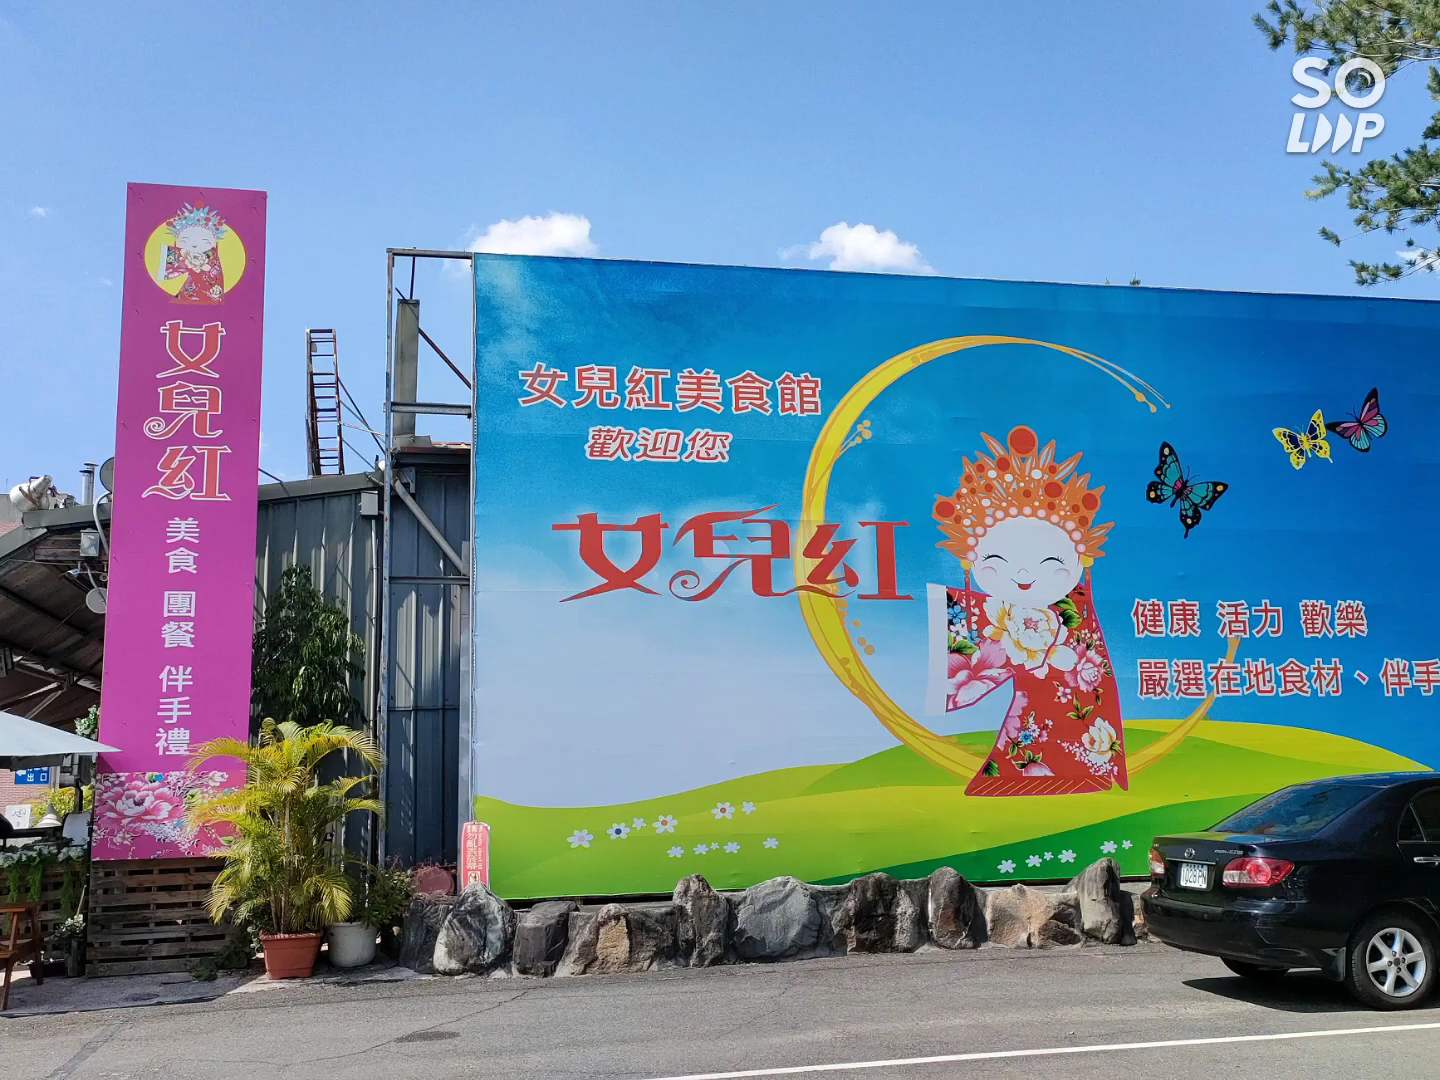 SO
LOOP
女兒紅
美食 團餐 伴手禮
女兒紅美食館
歡迎您
女兒紅
健康 活力 歡樂
嚴選在地食材、伴手
出口